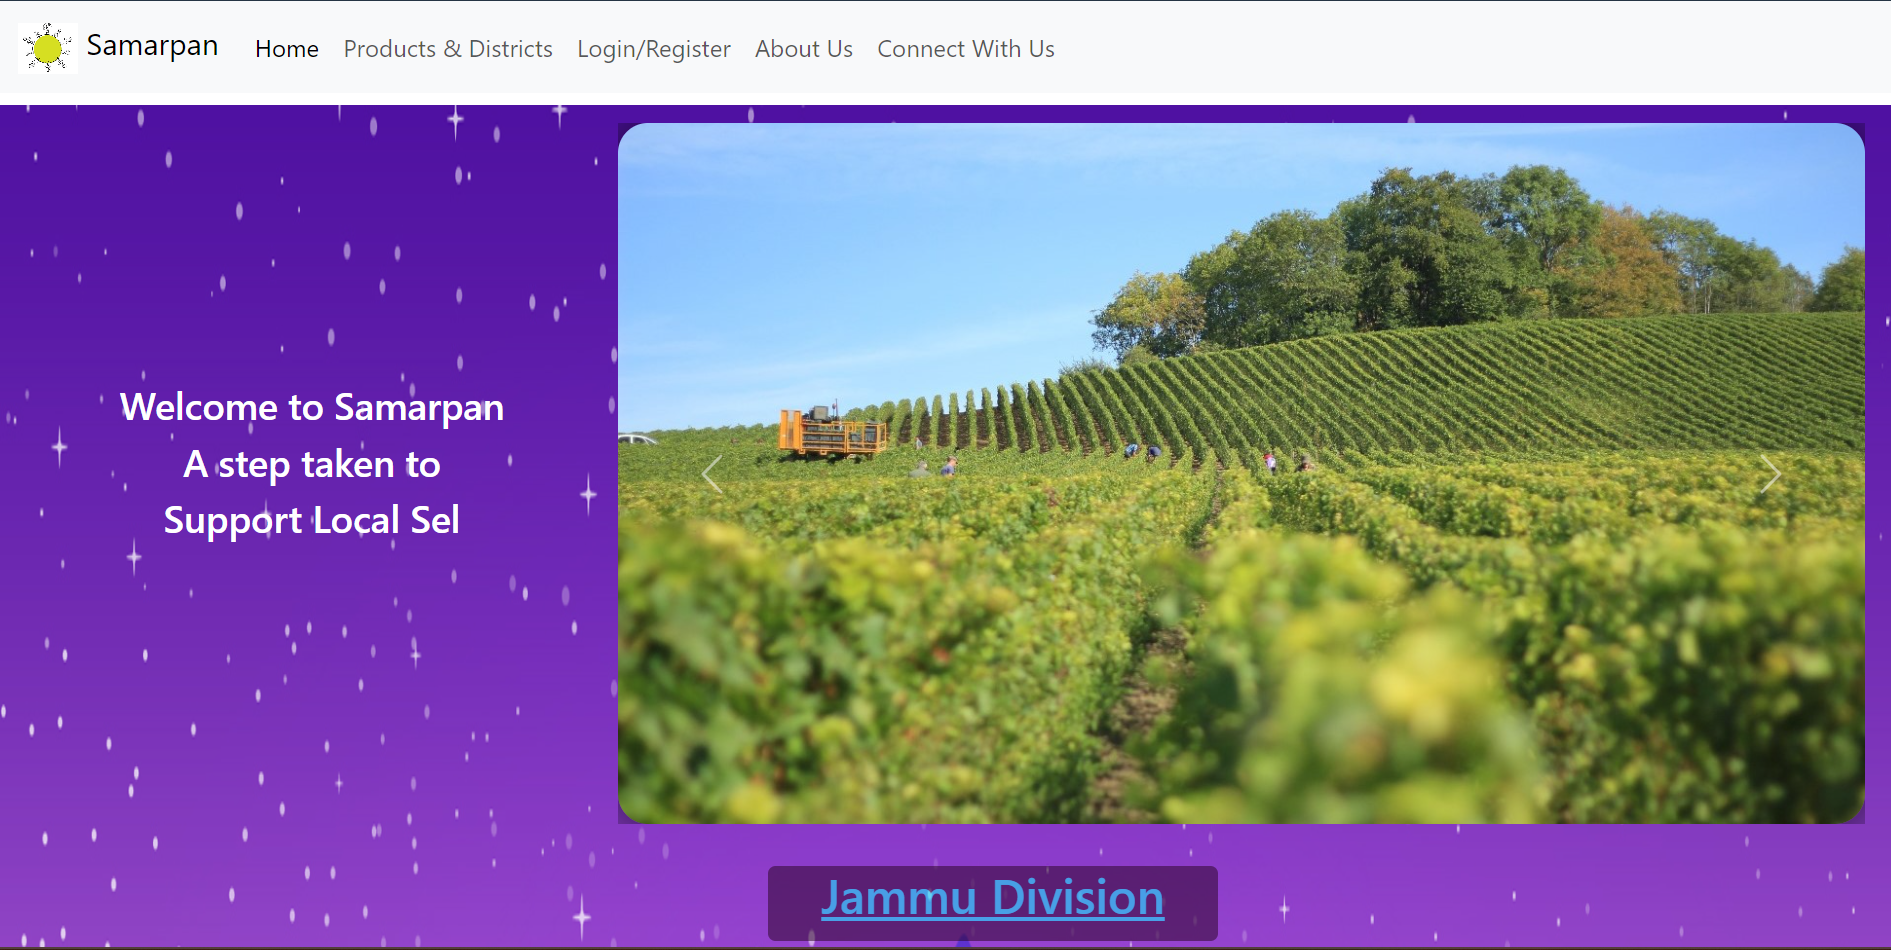 Samarpan
Home
Products & Districts
Login/Register
About Us
Connect With Us
Welcome to Samarpan
A step taken to
Support Local Sel
Jammu Division